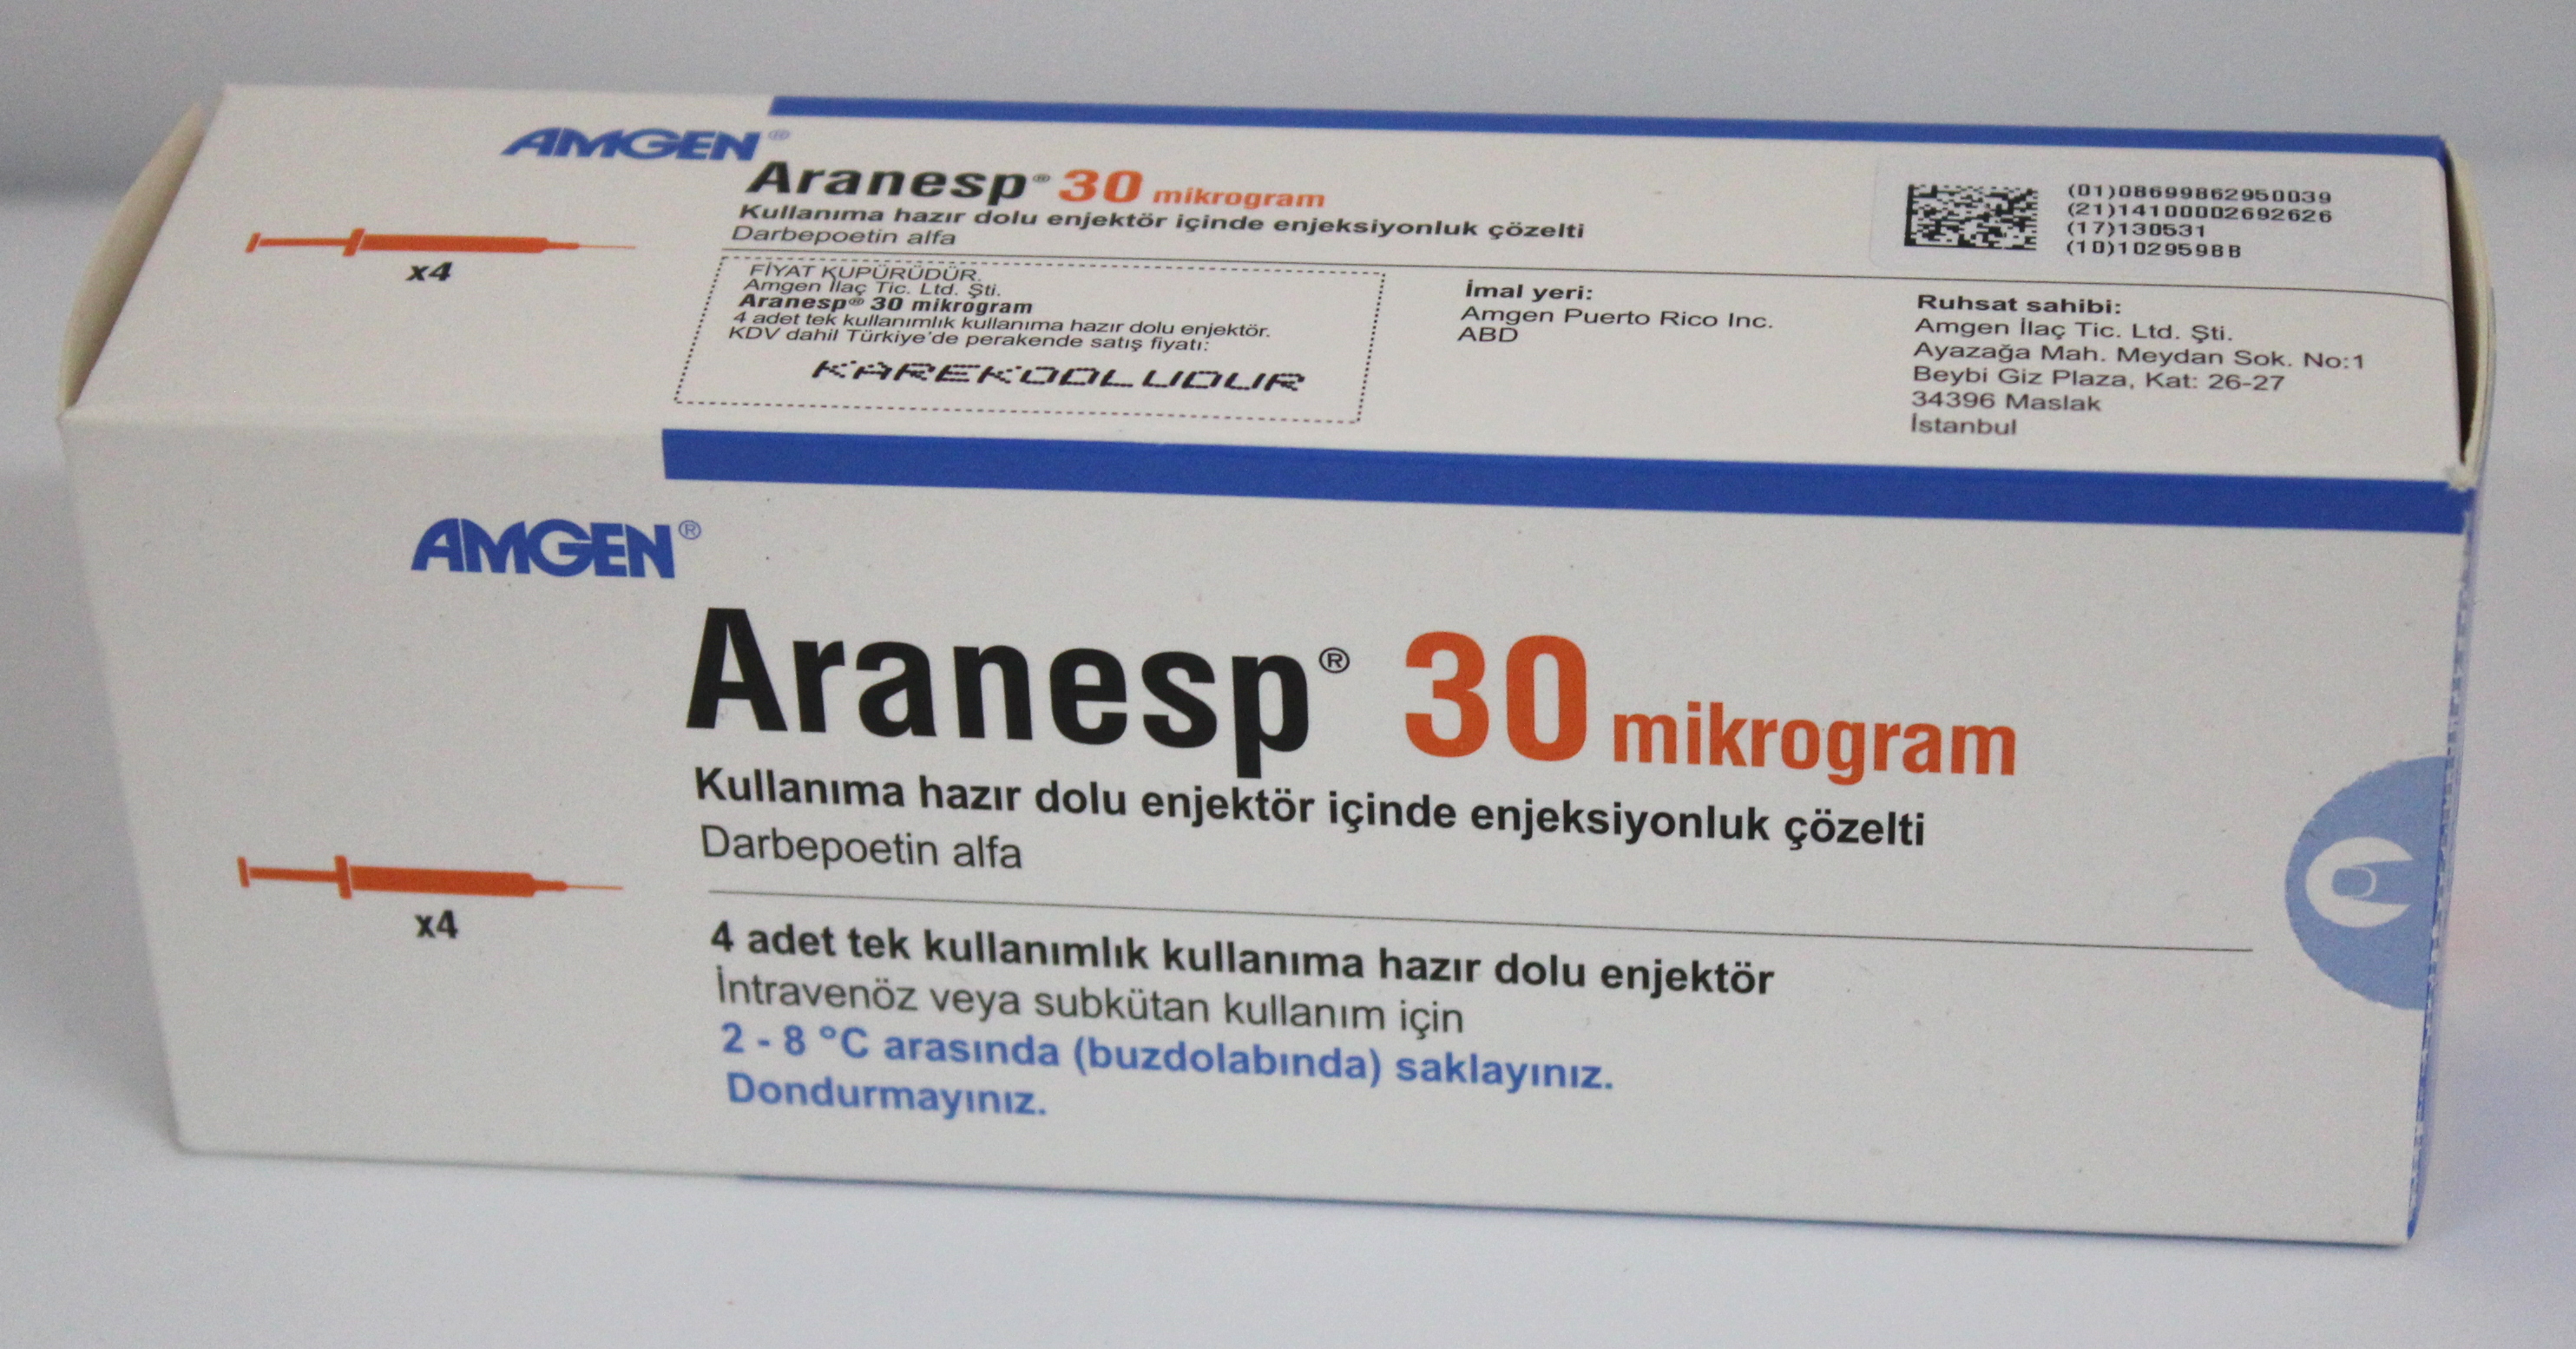 AMGEN®
Aranesp® 30 mikrogram
Kullanıma hazır dolu enjektör içinde enjeksiyonluk çözelti
Darbepoetin alfa
x4
FİYAT KUPÜRÜDÜR.
Amgen İlaç Tic. Ltd. Şti.
Aranesp® 30 mikrogram
4 adet tek kullanımlık kullanıma hazır dolu enjektör.
KDV dahil Türkiye'de perakende satış fiyatı:
KAREKODLUDUR
İmal yeri:
Amgen Puerto Rico Inc.
ABD
(01)08699862950039
(21)14100002692626
(17)130531
(10)1029598B
Ruhsat sahibi:
Amgen İlaç Tic. Ltd. Şti.
Ayazağa Mah. Meydan Sok. No:1
Beybi Giz Plaza, Kat: 26-27
34396 Maslak
İstanbul
AMGEN®
Aranesp® 30 mikrogram
Kullanıma hazır dolu enjektör içinde enjeksiyonluk çözelti
Darbepoetin alfa
x4
4 adet tek kullanımlık kullanıma hazır dolu enjektör
İntravenöz veya subkütan kullanım için
2 - 8 °C arasında (buzdolabında) saklayınız.
Dondurmayınız.